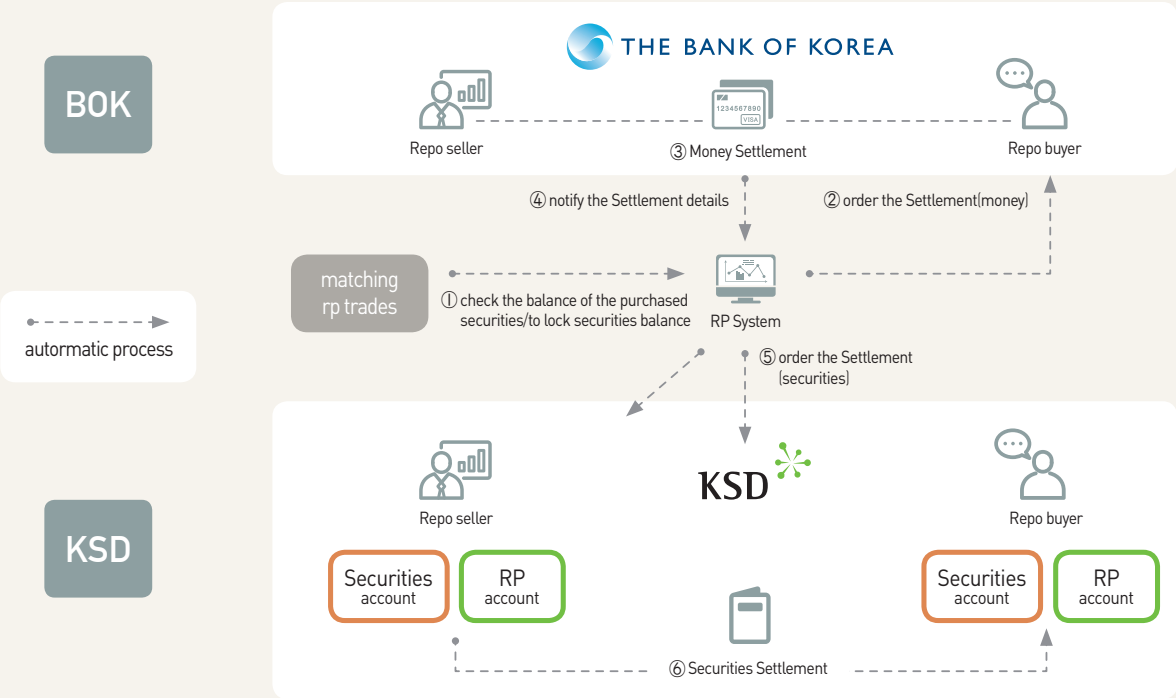 BOK
THE BANK OF KOREA
1234567890
VISA
Repo seller
③ Money Settlement
Repo buyer
④ notify the Settlement details
② order the Settlement(money)
matching
rp trades
① check the balance of the purchased
securities/to lock securities balance
RP System
autormatic process
⑤ order the Settlement
(securities)
KSD
Repo seller
KSD
Repo buyer
Securities
account
RP
account
Securities
account
RP
account
⑥ Securities Settlement